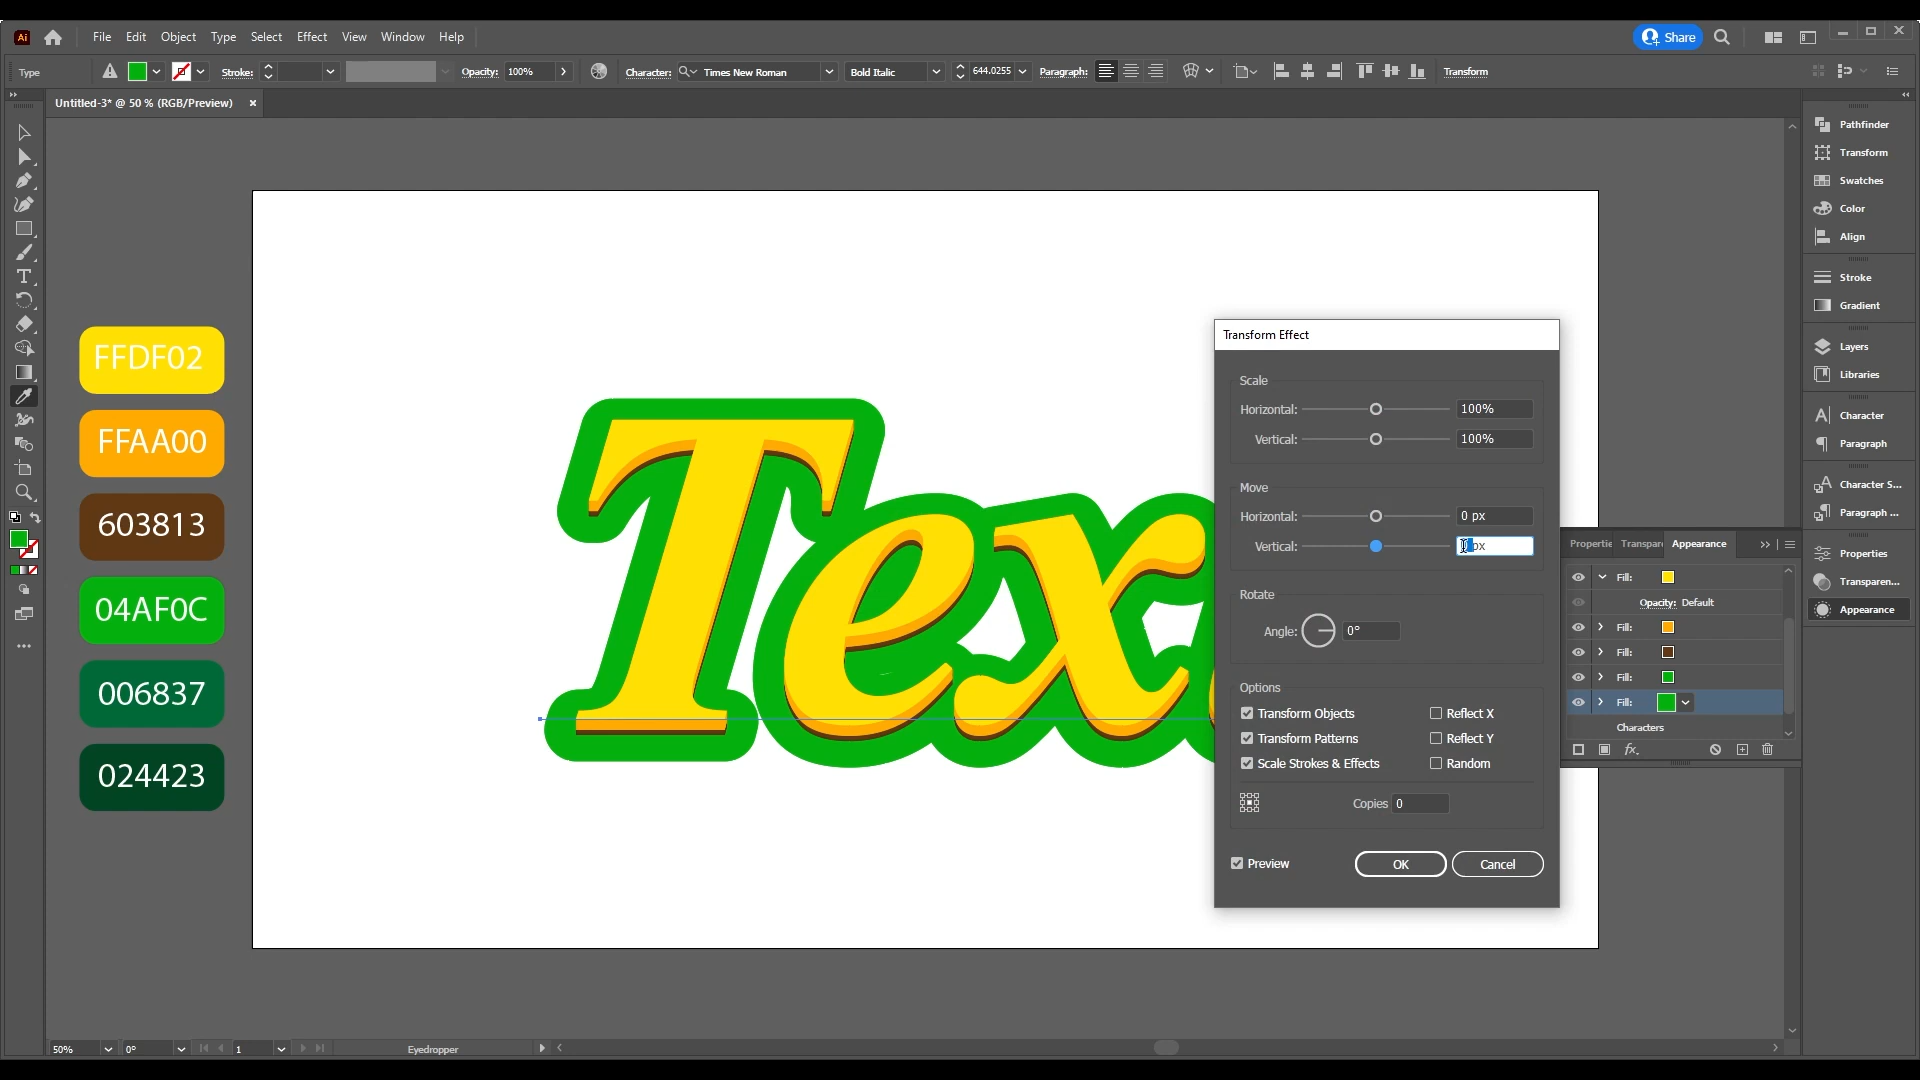 Ai
File Edit Object Type Select Effect View Window Help
Share
Type
Stroke:
Opacity: 100%
Character: Times New Roman
Bold Italic
644.0255
Paragraph:
Transform
Untitled-3* @ 50 % (RGB/Preview) ×
FFDF02
FFAA00
603813
04AF0C
006837
024423
Tex
Transform Effect
Scale
Horizontal: 100%
Vertical: 100%
Move
Horizontal: 0 px
Vertical: px
Rotate
Angle: 0°
Options
Transform Objects
Reflect X
Transform Patterns
Reflect Y
Scale Strokes & Effects
Random
Copies 0
Preview
OK
Cancel
Propertie Transpar Appearance
Fill:
Opacity: Default
Fill:
Fill:
Fill:
Fill:
Characters
fx.
Pathfinder
Transform
Swatches
Color
Align
Stroke
Gradient
Layers
Libraries
Character
Paragraph
Character S...
Paragraph ...
Properties
Transparen...
Appearance
50%
0°
1
Eyedropper